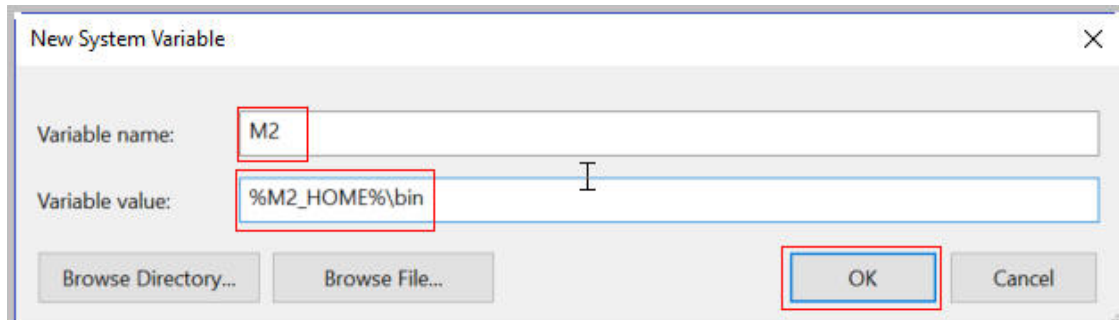 New System Variable
Variable name: M2
Variable value: %M2_HOME%\bin
Browse Directory... Browse File... OK Cancel